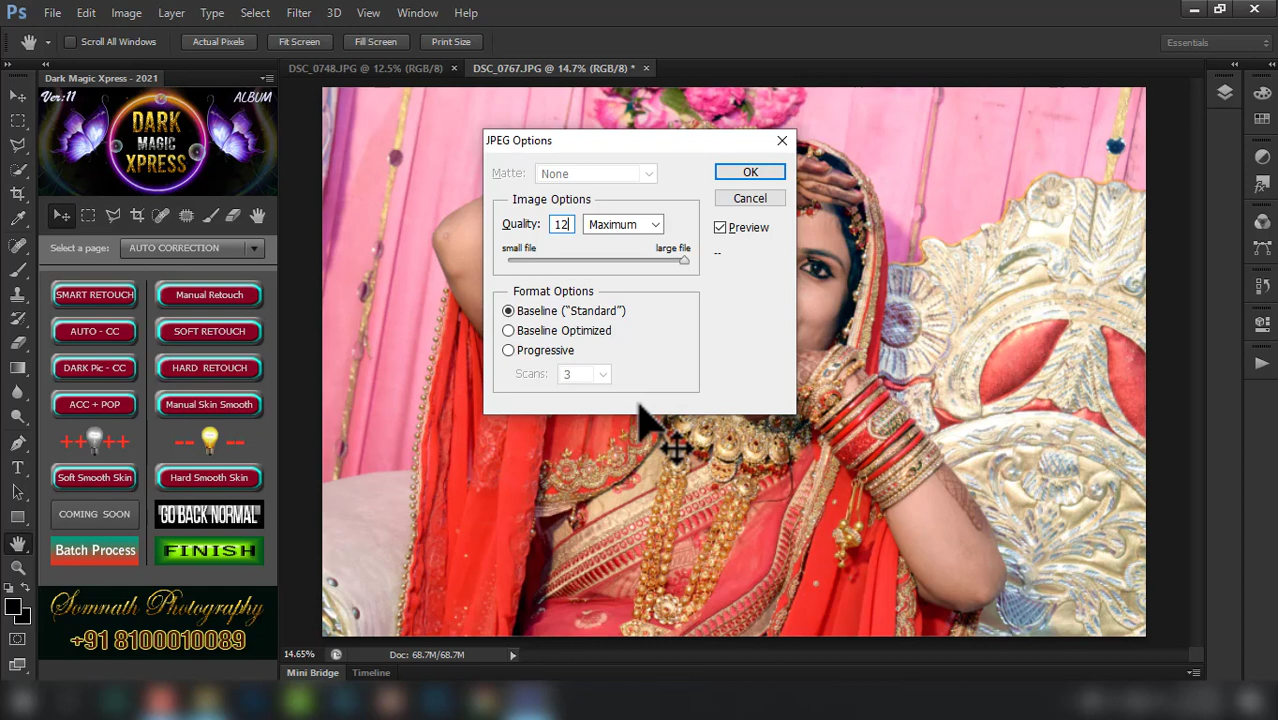 Ps File Edit Image Layer Type Select Filter 3D View Window Help
Scroll All Windows Actual Pixels Fit Screen Fill Screen Print Size Essentials
DSC_0748.JPG @ 12.5% (RGB/8) × DSC_0767.JPG @ 14.7% (RGB/8) * ×
Dark Magic Xpress - 2021
Ver:11 ALBUM
DARK
MAGIC
XPRESS
Select a page: AUTO CORRECTION
SMART RETOUCH Manual Retouch
AUTO - CC SOFT RETOUCH
DARK Pic - CC HARD RETOUCH
ACC + POP Manual Skin Smooth
++ ++ -- --
Soft Smooth Skin Hard Smooth Skin
COMING SOON GO BACK NORMAL
Batch Process FINISH
Somnath Photography
+91 8100010089
JPEG Options
Matte: None OK
Image Options Cancel
Quality: 12 Maximum Preview
small file large file --
Format Options
Baseline ("Standard")
Baseline Optimized
Progressive
Scans: 3
14.65% Doc: 68.7M/68.7M
Mini Bridge Timeline